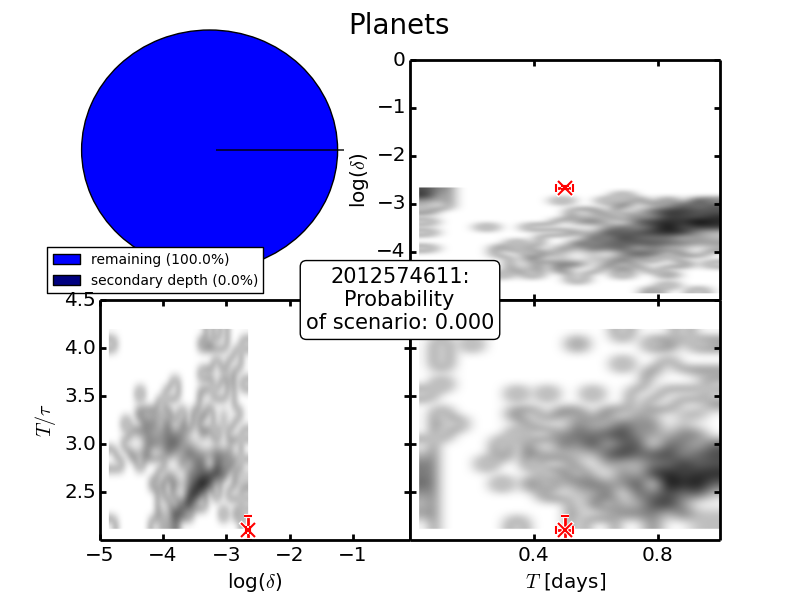 Planets
remaining (100.0%)
secondary depth (0.0%)
0
−1
−2
−3
−4
log(δ)
2012574611:
Probability
of scenario: 0.000
4.5
4.0
3.5
3.0
2.5
T/τ
−5 −4 −3 −2 −1
log(δ)
0.4 0.8
T [days]